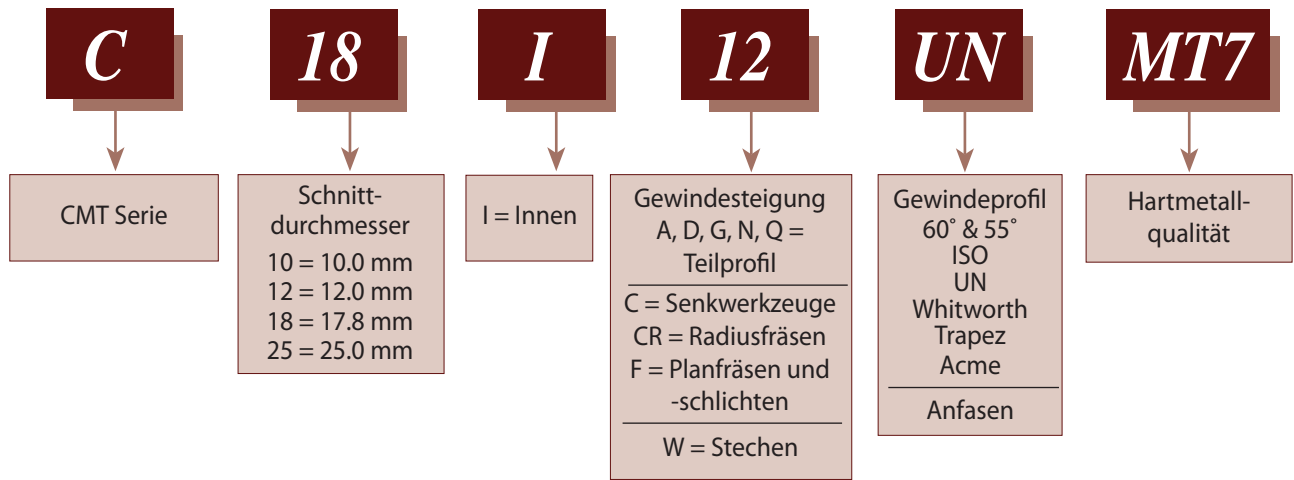 C 18 I 12 UN MT7
CMT Serie
Schnitt-
durchmesser
10 = 10.0 mm
12 = 12.0 mm
18 = 17.8 mm
25 = 25.0 mm
I = Innen
Gewindesteigung
A, D, G, N, Q =
Teilprofil
C = Senkwerkzeuge
CR = Radiusfräsen
F = Planfräsen und
-schlichten
W = Stechen
Gewindeprofil
60° & 55°
ISO
UN
Whitworth
Trapez
Acme
Anfasen
Hartmetall-
qualität